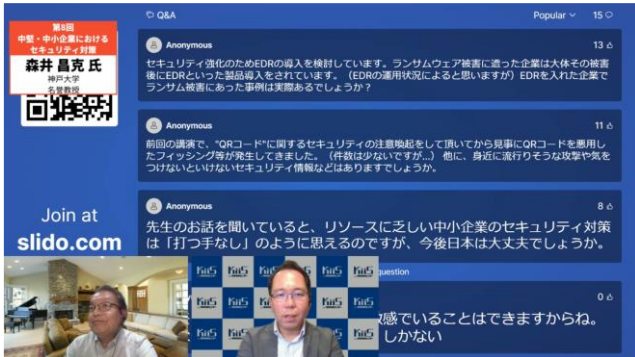 第8回
中堅・中小企業における
セキュリティ対策
森井 昌克 氏
神戸大学
名誉教授
Join at
slido.com
Q&A
Popular
15
Anonymous
13
セキュリティ強化のためEDRの導入を検討しています。ランサムウェア被害に遭った企業は大体その被害
後にEDRといった製品導入をされています。（EDRの運用状況によると思いますが）EDRを入れた企業で
ランサム被害にあった事例は実際あるでしょうか？
Anonymous
11
前回の講演で、"QRコード"に関するセキュリティの注意喚起をして頂いてから見事にQRコードを悪用し
たフィッシング等が発生してきました。（件数は少ないですが...）他に、身近に流行りそうな攻撃や気を
つけないといけないセキュリティ情報などはありますでしょうか。
Anonymous
8
先生のお話を聞いていると、リソースに乏しい中小企業のセキュリティ対策
は「打つ手なし」のように思えるのですが、今後日本は大丈夫でしょうか。
question
0
敏感でいることはできますからね。
しかない
KIIS